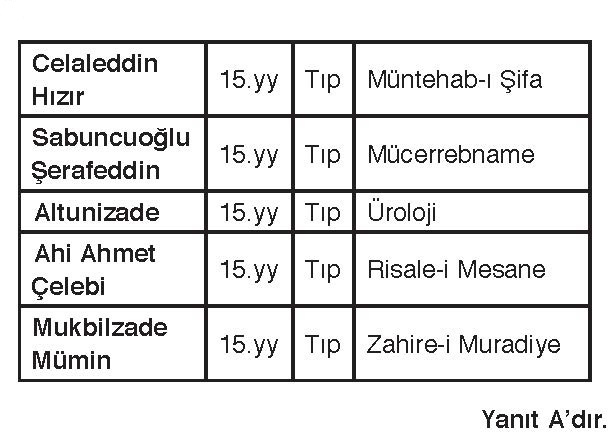 Celaleddin Hızır 15.yy Tıp Müntehab-ı Şifa
Sabuncuoğlu Şerafeddin 15.yy Tıp Mücerrebname
Altunizade 15.yy Tıp Üroloji
Ahi Ahmet Çelebi 15.yy Tıp Risale-i Mesane
Mukbilzade Mümin 15.yy Tıp Zahire-i Muradiye
Yanıt A’dır.